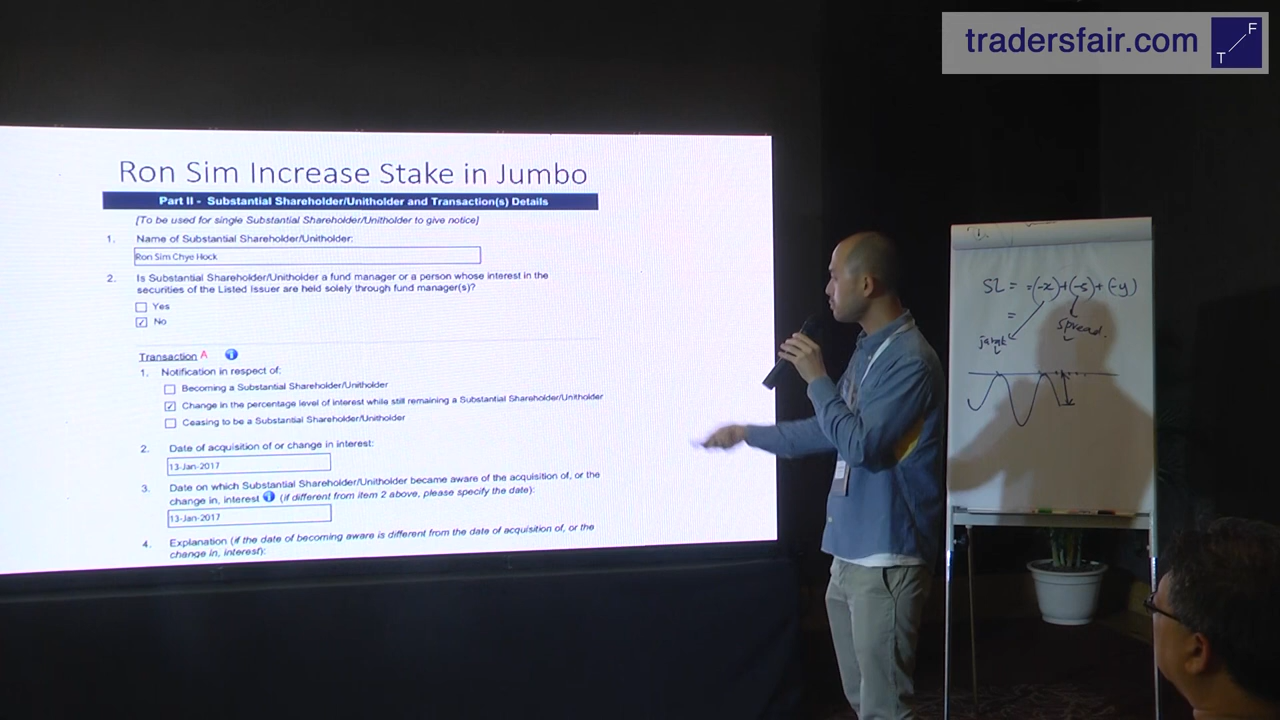 tradersfair.com
F
T
Ron Sim Increase Stake in Jumbo
Part II - Substantial Shareholder/Unitholder and Transaction(s) Details
[To be used for single Substantial Shareholder/Unitholder to give notice]
1. Name of Substantial Shareholder/Unitholder:
Ron Sim Chye Hock
2. Is Substantial Shareholder/Unitholder a fund manager or a person whose interest in the
securities of the Listed Issuer are held solely through fund manager(s)?
Yes
No
Transaction A
1. Notification in respect of:
Becoming a Substantial Shareholder/Unitholder
Change in the percentage level of interest while still remaining a Substantial Shareholder/Unitholder
Ceasing to be a Substantial Shareholder/Unitholder
2. Date of acquisition of or change in interest:
13-Jan-2017
3. Date on which Substantial Shareholder/Unitholder became aware of the acquisition of, or the
change in, interest (if different from item 2 above, please specify the date):
13-Jan-2017
4. Explanation (if the date of becoming aware is different from the date of acquisition of, or the
change in, interest):
SL = =(-x)+(-s)+(-y)
=
jarak
spread.